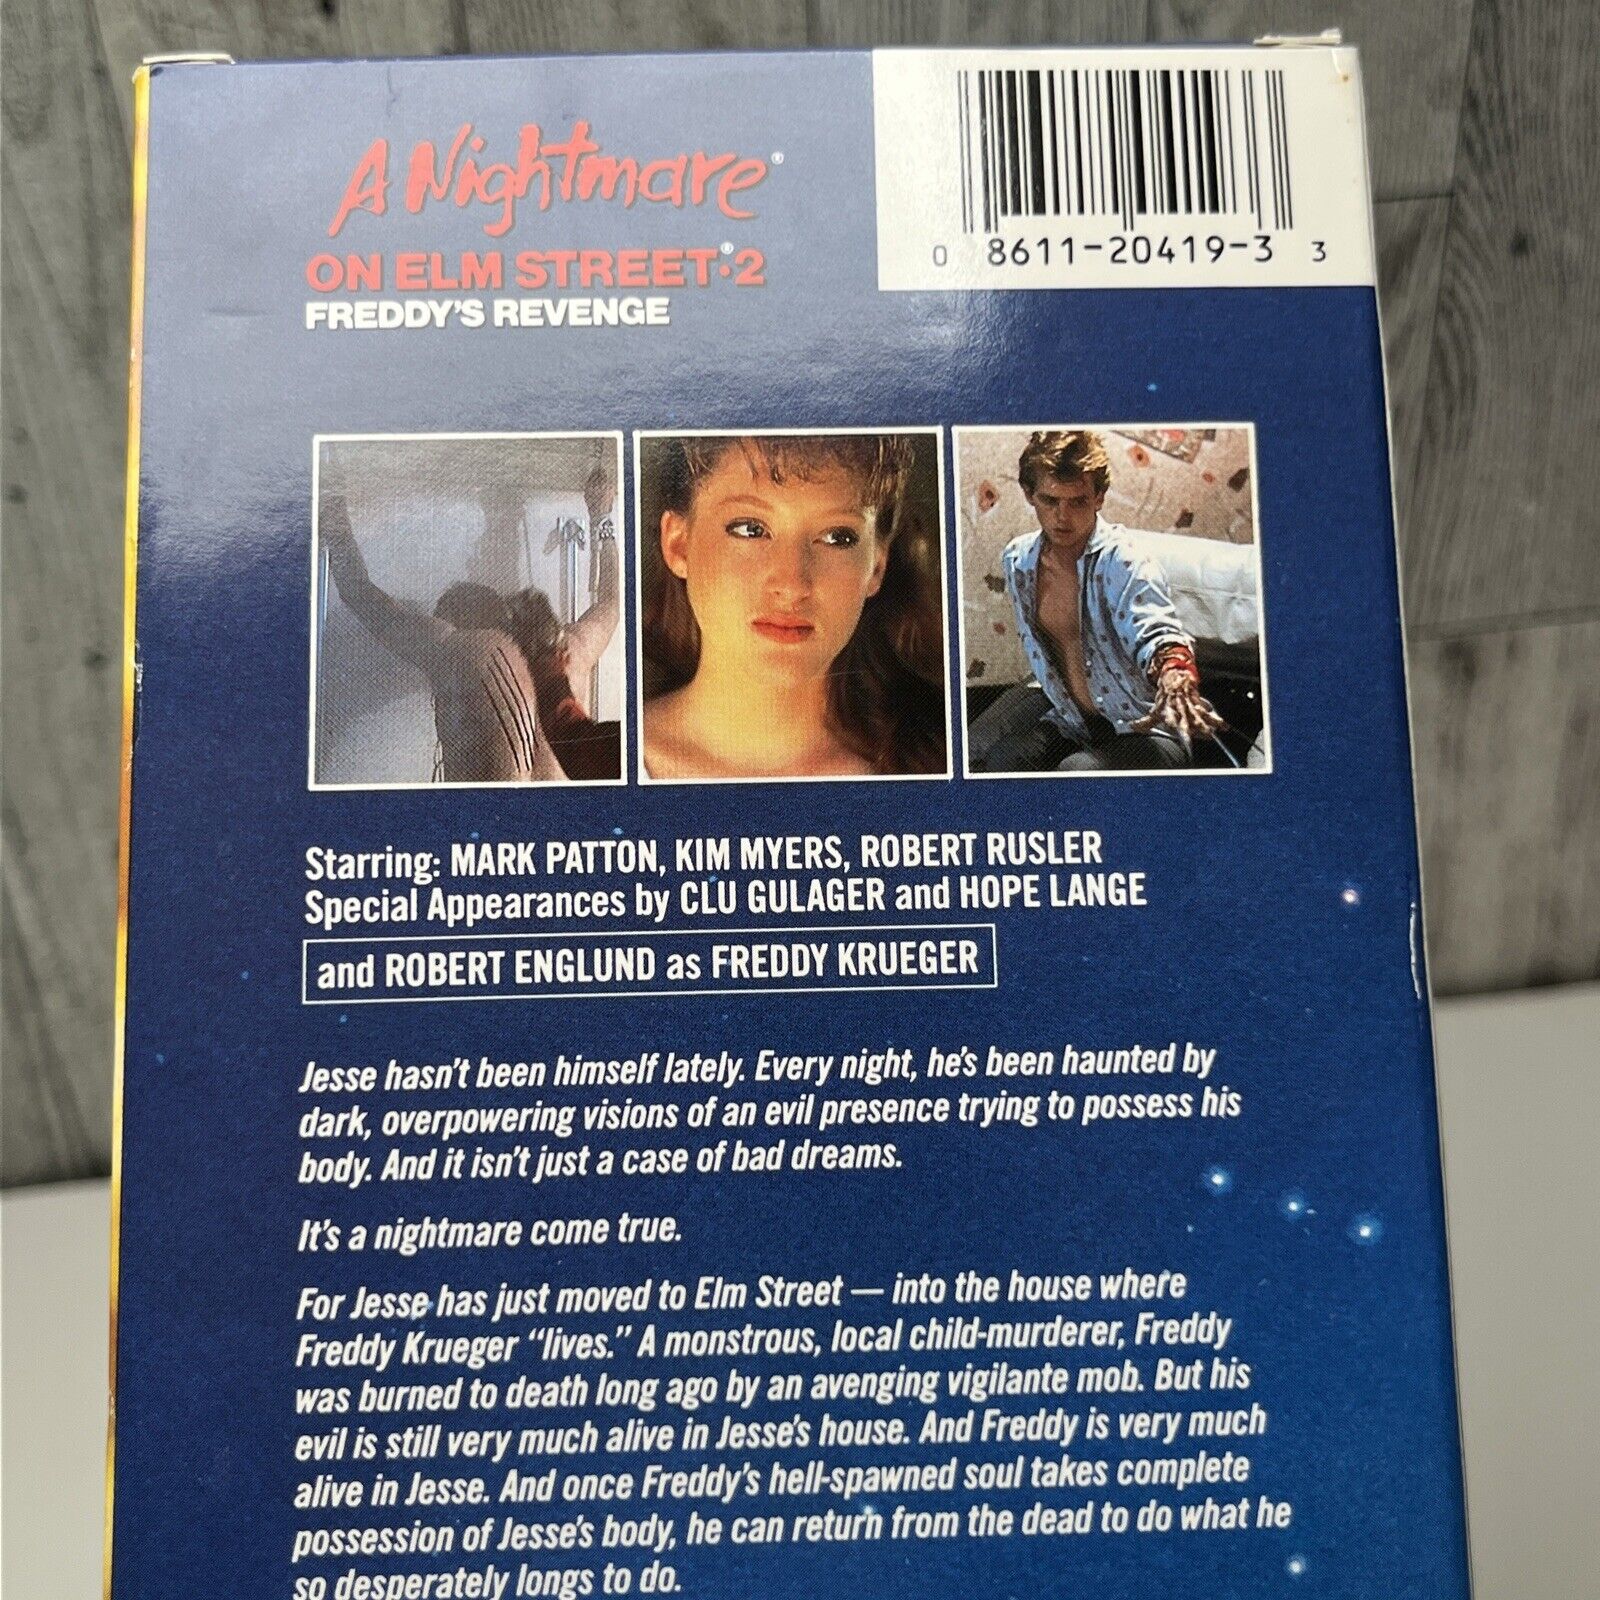 A Nightmare®
ON ELM STREET®·2
FREDDY'S REVENGE
0 8611-20419-3 3
Starring: MARK PATTON, KIM MYERS, ROBERT RUSLER
Special Appearances by CLU GULAGER and HOPE LANGE
and ROBERT ENGLUND as FREDDY KRUEGER
Jesse hasn't been himself lately. Every night, he's been haunted by
dark, overpowering visions of an evil presence trying to possess his
body. And it isn't just a case of bad dreams.
It's a nightmare come true.
For Jesse has just moved to Elm Street — into the house where
Freddy Krueger "lives." A monstrous, local child-murderer, Freddy
was burned to death long ago by an avenging vigilante mob. But his
evil is still very much alive in Jesse's house. And Freddy is very much
alive in Jesse. And once Freddy's hell-spawned soul takes complete
possession of Jesse's body, he can return from the dead to do what he
so desperately longs to do.